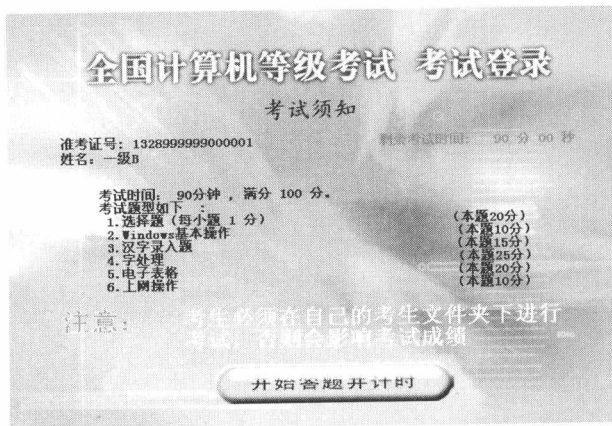 全国计算机等级考试 考试登录
考试须知
准考证号: 1328999999000001 剩余考试时间: 90 分 00 秒
姓名: 一级B
考试时间: 90分钟 , 满分 100 分。
考试题型如下 :
1.选择题 (每小题 1 分) (本题20分)
2.Windows基本操作 (本题10分)
3.汉字录入题 (本题15分)
4.字处理 (本题25分)
5.电子表格 (本题20分)
6.上网操作 (本题10分)
注意: 考生必须在自己的考生文件夹下进行
考试, 否则会影响考试成绩
开始答题并计时